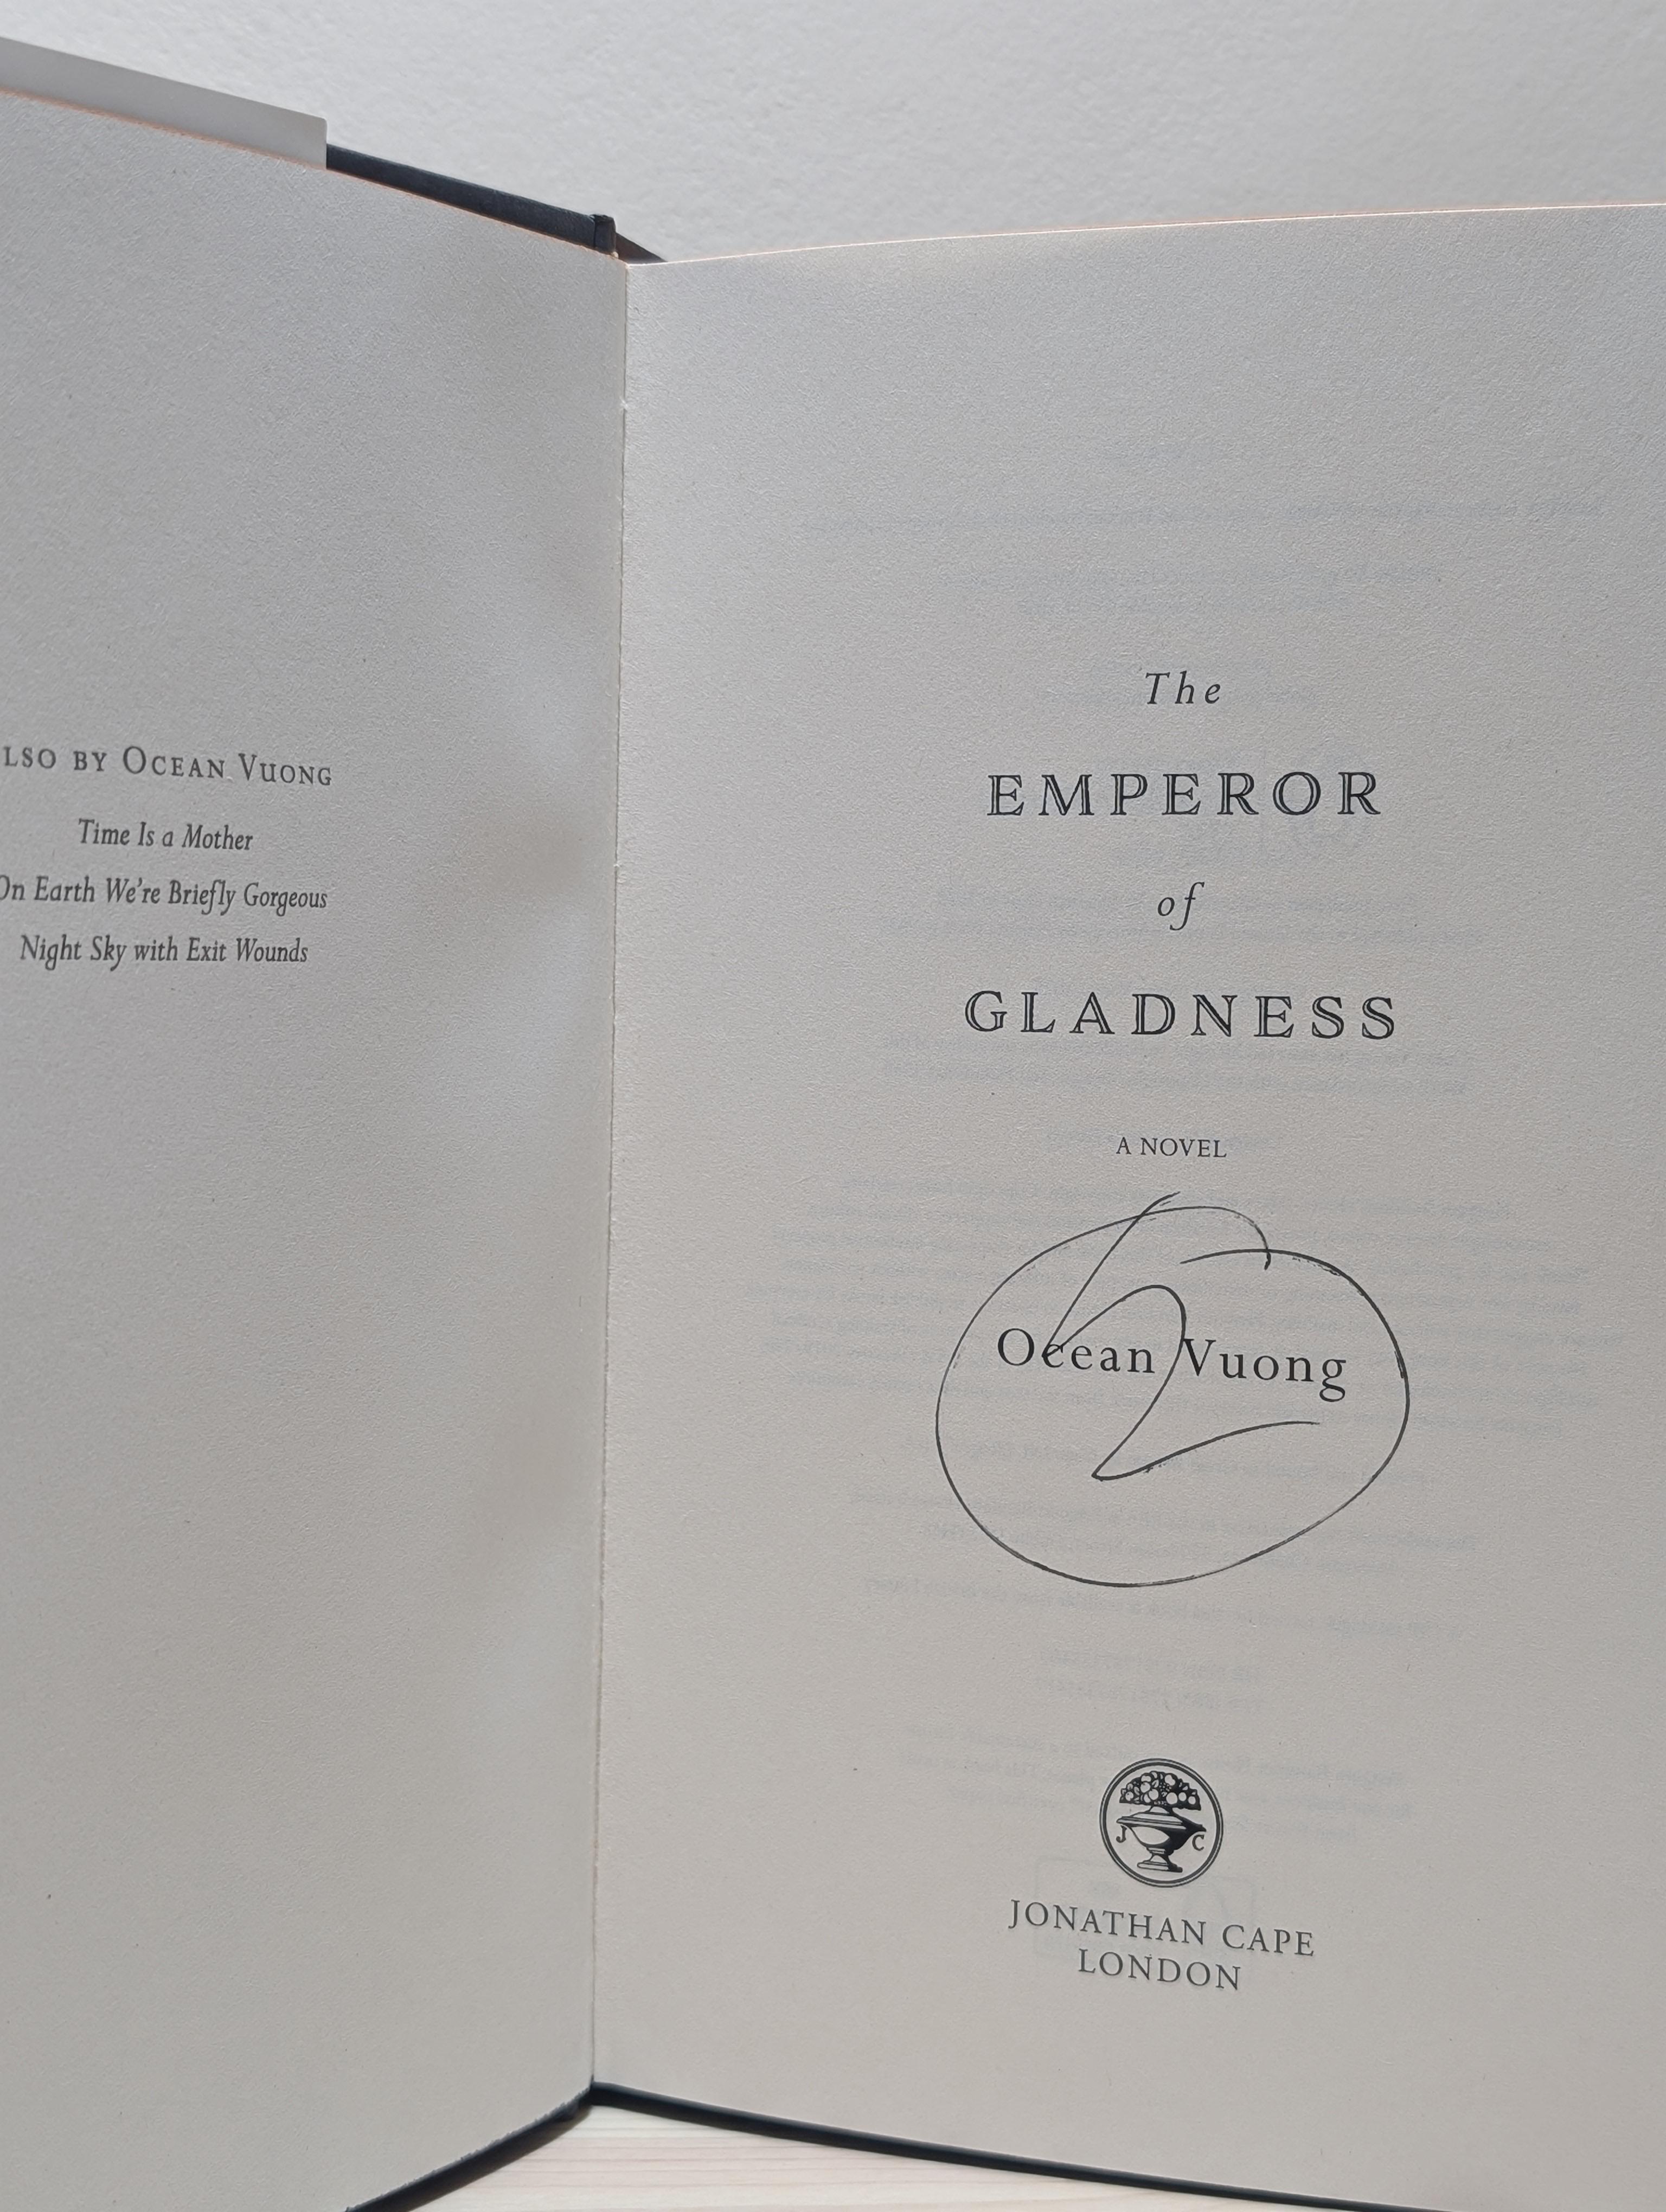 LSO BY OCEAN VUONG
Time Is a Mother
On Earth We're Briefly Gorgeous
Night Sky with Exit Wounds
The
EMPEROR
of
GLADNESS
A NOVEL
Ocean Vuong
J C
JONATHAN CAPE
LONDON